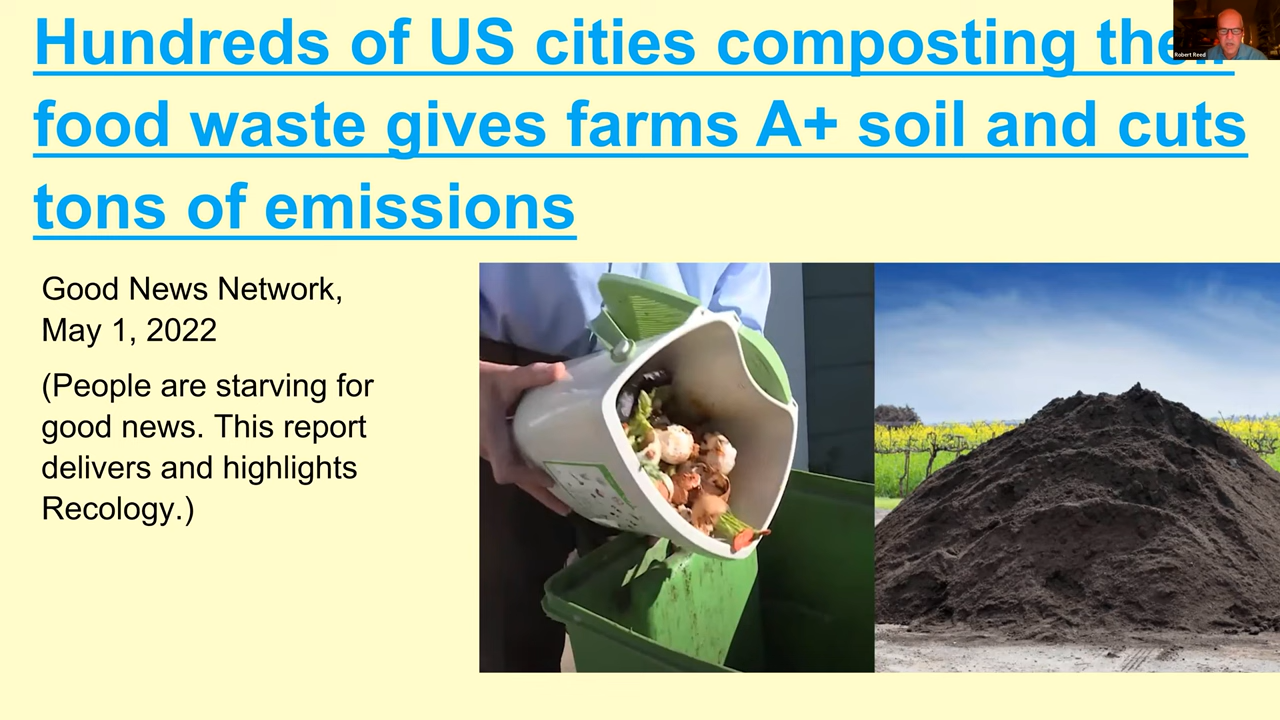 Hundreds of US cities composting their
food waste gives farms A+ soil and cuts
tons of emissions
Good News Network,
May 1, 2022
(People are starving for
good news. This report
delivers and highlights
Recology.)
Robert Reed